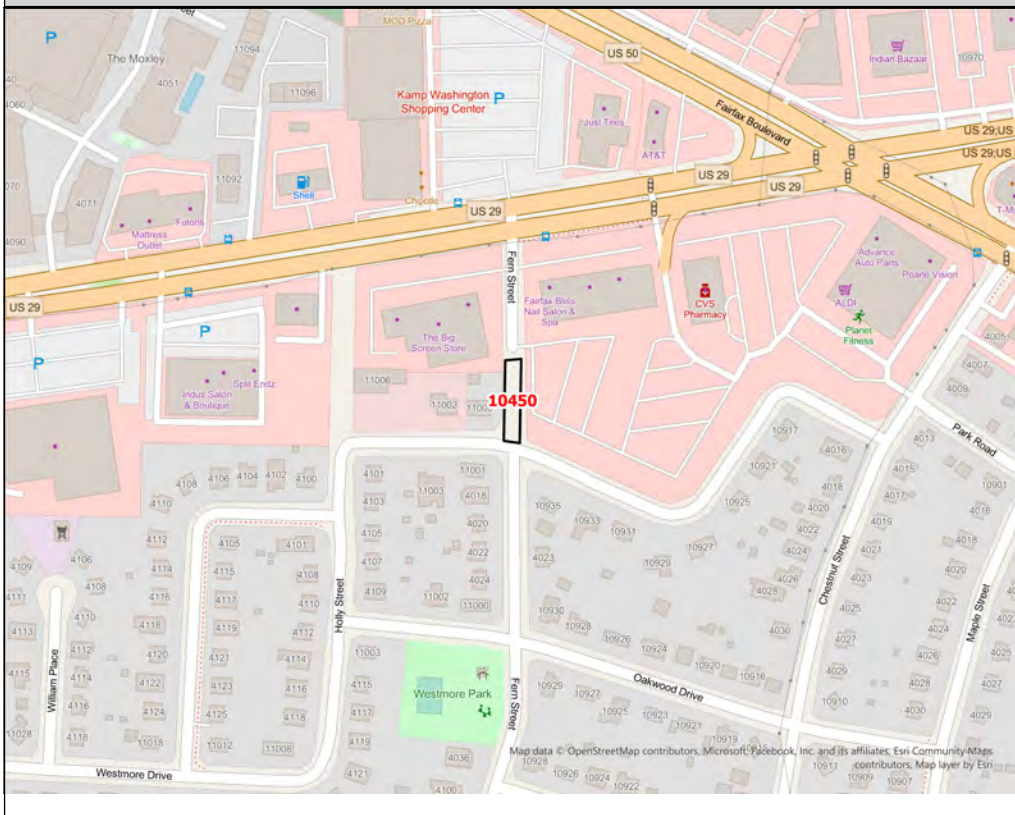 MOD Pizza
P
US 50
Indian Bazaar
10970
The Moxley
11094
4051
11096
Kamp Washington
Shopping Center
P
4060
Just Tires
Fairfax Boulevard
AT&T
US 29;US
US 29;US
11092
Shell
Chipotle
US 29
US 29
US 29
4071
Futons
Mattress
Outlet
4090
Fern Street
Advance
Auto Parts
Pearle Vision
US 29
CVS
Pharmacy
ALDI
Planet
Fitness
Fairfax Bliss
Nail Salon &
Spa
The Big
Screen Store
P
P
4005
4007
4009
Indus Salon
& Boutique
Split Endz
11006
11002
10450
Park Road
10917
4016
4013
10921
4015
10901
4108
4106
4104
4102
4100
4101
11001
4110
4103
11003
4018
10925
4018
4017
4016
4020
10935
10933
10931
4022
4019
4112
4105
4101
4105
4020
4018
10927
4024
4021
4109
4106
4114
4115
4108
4107
4022
4023
10929
4026
4023
4020
4108
4116
4024
4028
4022
4111
4117
4110
4109
11002
11000
10930
4025
4110
4118
4119
4112
10928
4030
4027
4026
4113
Holly Street
Chestnut Street
Maple Street
10926
10924
4112
4120
4121
4114
11003
10920
10916
4029
4028
4025
4115
4122
4123
4116
4115
Westmore Park
Fern Street
10929
10927
Oakwood Drive
4027
William Place
4116
4124
4125
4118
4117
10925
10923
10910
4030
4029
11028
4118
11018
11012
11008
4119
4036
10921
10919
Map data © OpenStreetMap contributors, Microsoft, Facebook, Inc. and its affiliates, Esri Community Maps
contributors, Map layer by Esri
Westmore Drive
4121
4100
10928
10926
10924
10922
10911
10909
10907